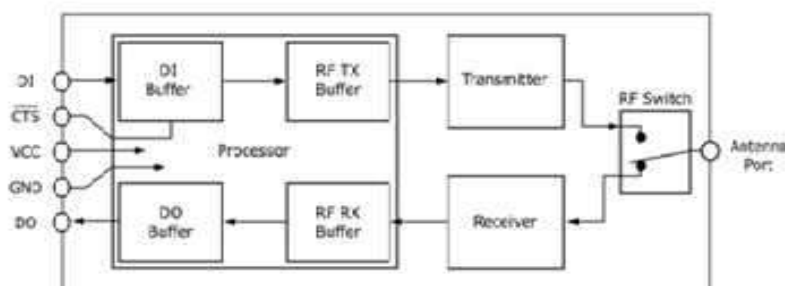 DI
CTS
VCC
GND
DO
DI
Buffer
RF TX
Buffer
Processor
DO
Buffer
RF RX
Buffer
Transmitter
Receiver
RF Switch
Antenna
Port